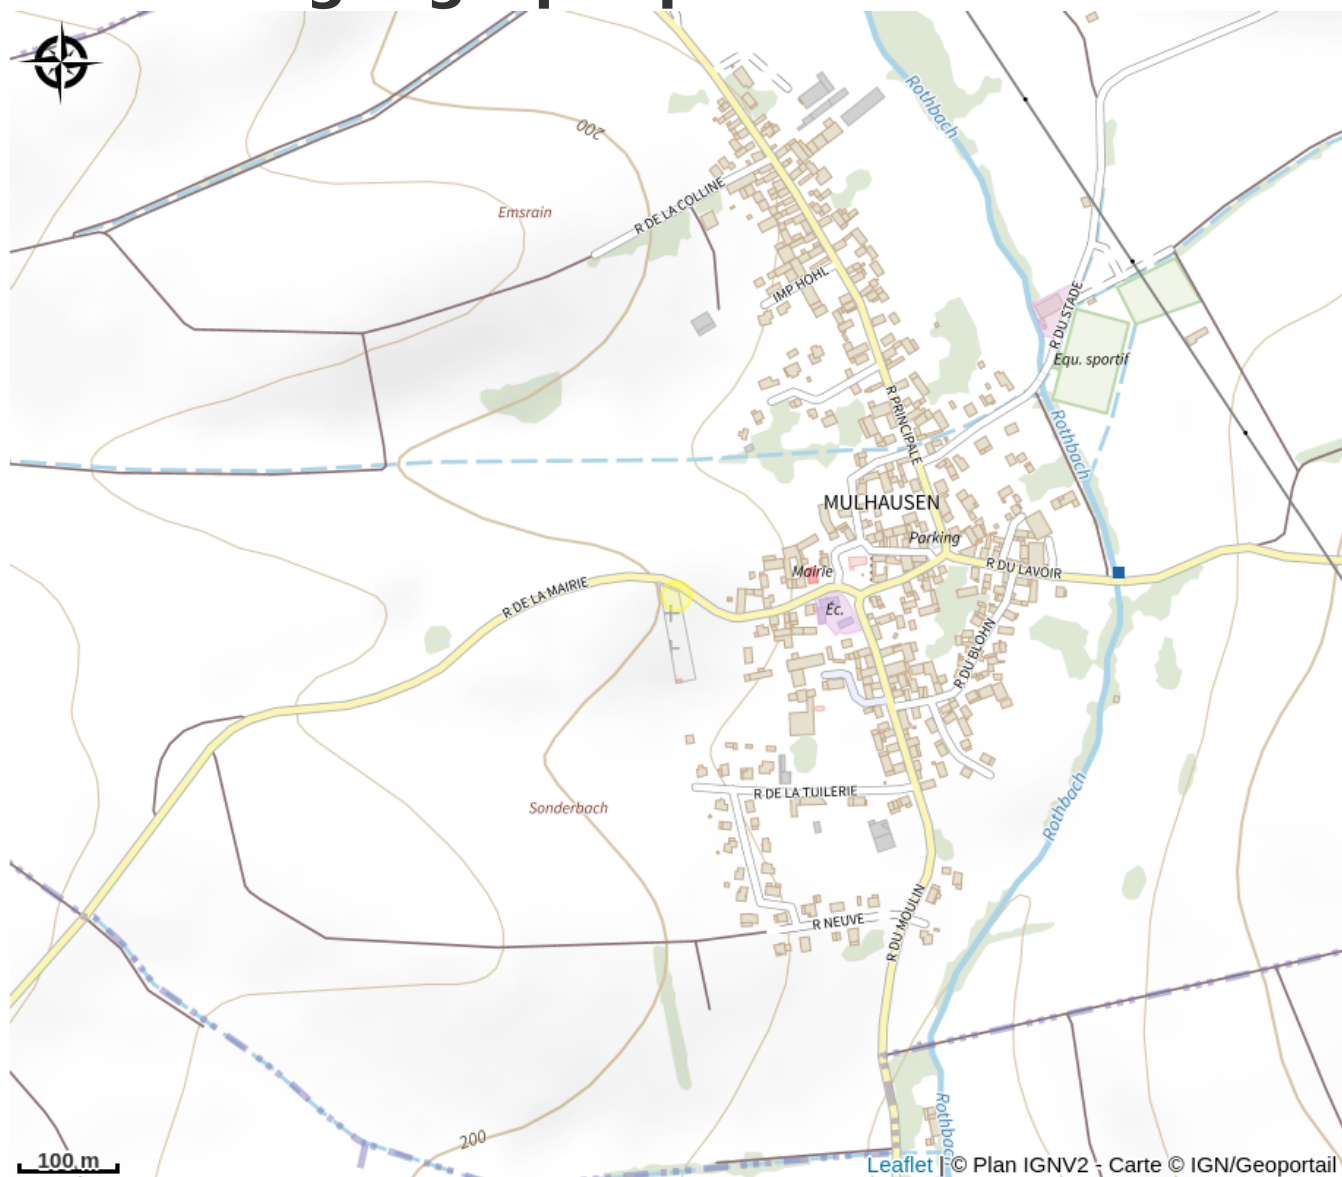 Rothbach
200
R DE LA COLLINE
Emsrain
IMP HOHL
R DU STADE
Equ. sportif
R PRINCIPALE
Rothbach
MULHAUSEN
Parking
Mairie
R DU LAVOIR
R DE LA MAIRIE
Éc.
R DU BLOHN
R DE LA TUILERIE
Sonderbach
Rothbach
R NEUVE
R DU MOULIN
Rothbach
200
100 m
Leaflet | © Plan IGNV2 - Carte © IGN/Geoportail